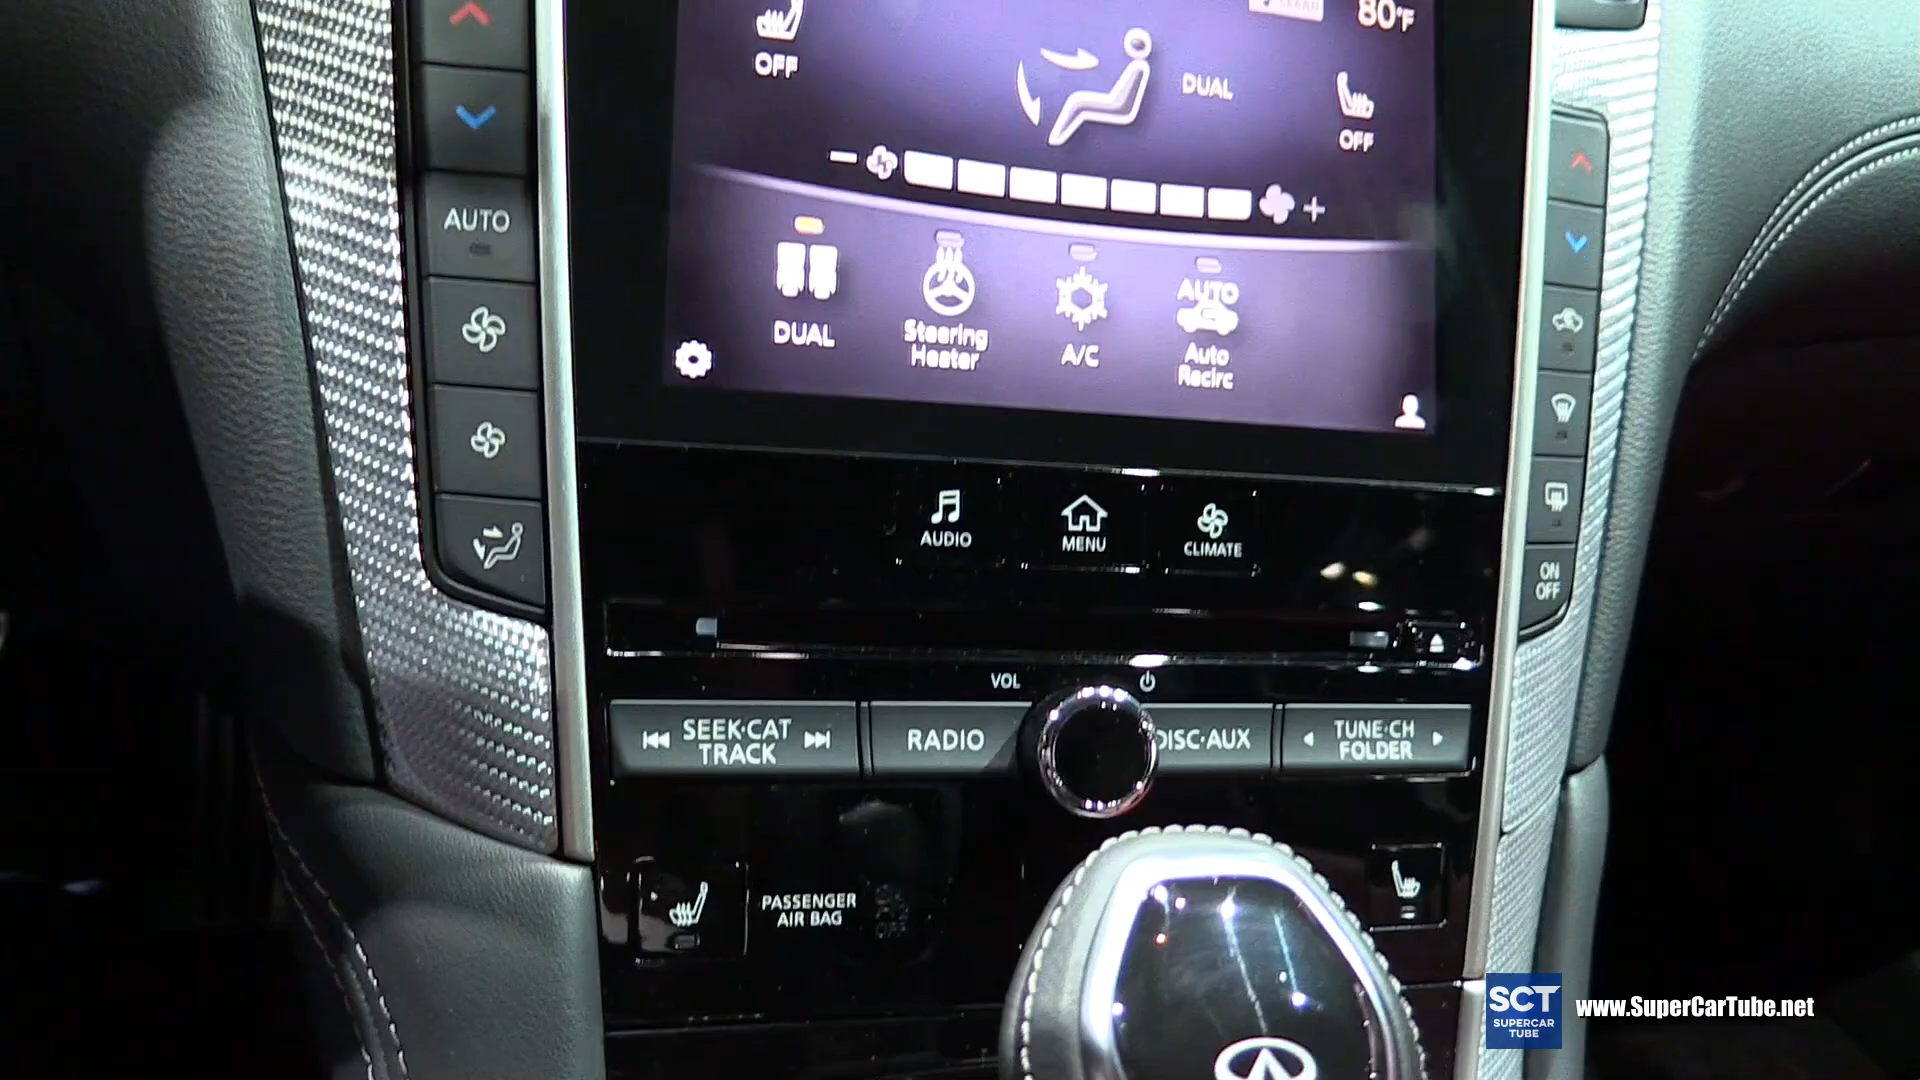 80°F
OFF
DUAL
OFF
AUTO
DUAL
Steering
Heater
A/C
AUTO
Auto
Recirc
AUDIO
MENU
CLIMATE
ON
OFF
VOL
SEEK·CAT
TRACK
RADIO
DISC·AUX
TUNE·CH
FOLDER
PASSENGER
AIR BAG
OFF
SCT
SUPERCAR
TUBE
www.SuperCarTube.net